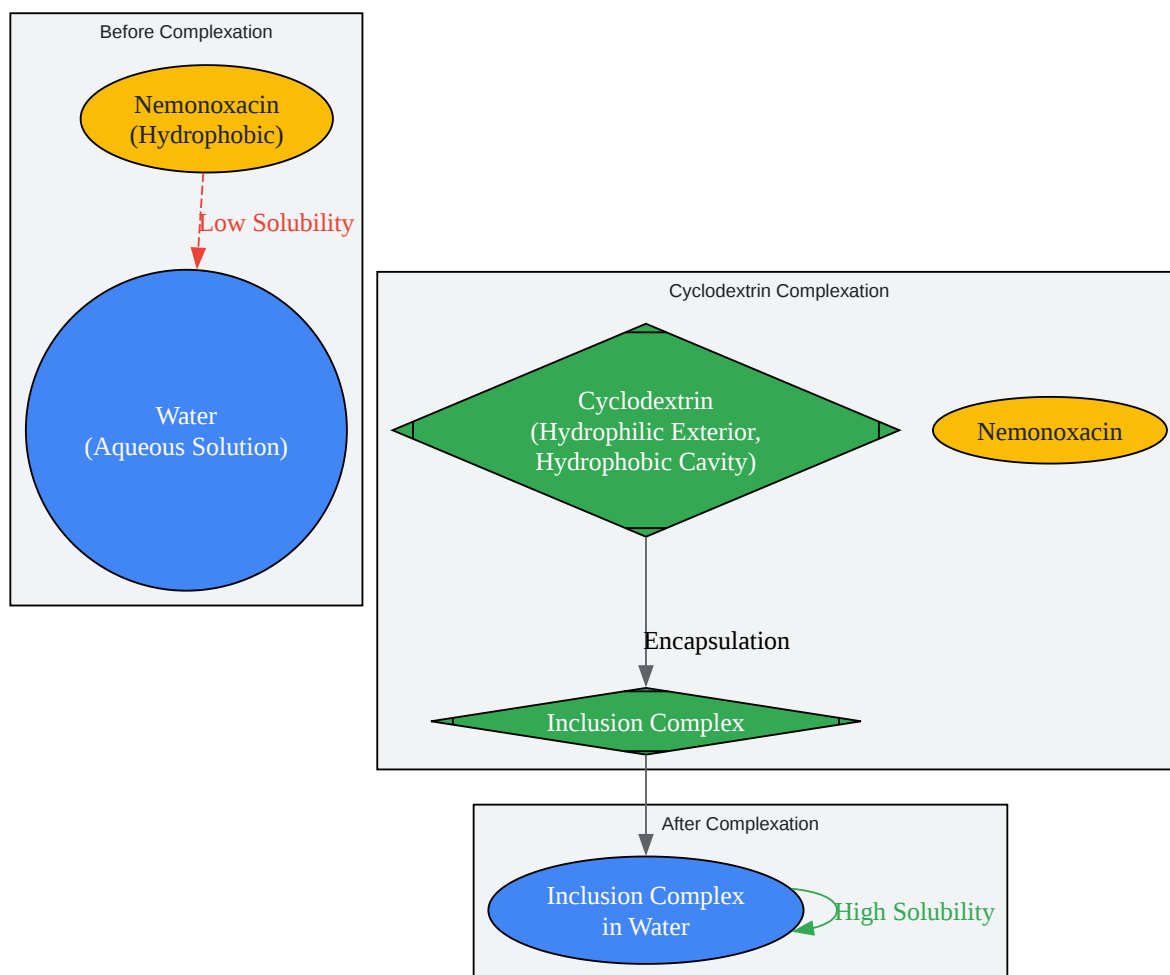 Before Complexation
Nemonoxacin
(Hydrophobic)
Low Solubility
Water
(Aqueous Solution)
Cyclodextrin Complexation
Cyclodextrin
(Hydrophilic Exterior,
Hydrophobic Cavity)
Nemonoxacin
Encapsulation
Inclusion Complex
After Complexation
Inclusion Complex
in Water
High Solubility